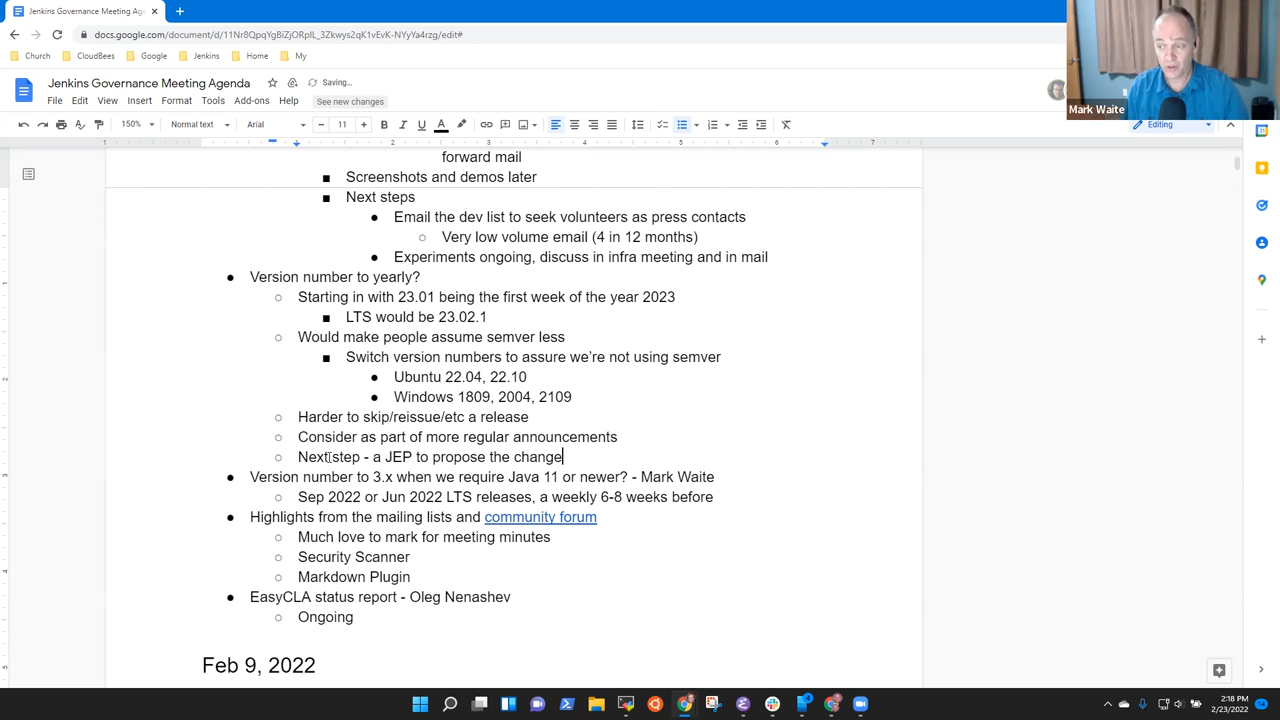 Jenkins Governance Meeting Ag
docs.google.com/document/d/11Nr8QpqYgBiZjORpIL_3Zkwys2qK1vEvK-NYyYa4rzg/edit#
Church CloudBees Google Jenkins Home My
Jenkins Governance Meeting Agenda Saving...
File Edit View Insert Format Tools Add-ons Help See new changes
Mark Waite
150% Normal text Arial 11 Editing
1 2 3 4 5 6 7
forward mail
■ Screenshots and demos later
■ Next steps
● Email the dev list to seek volunteers as press contacts
○ Very low volume email (4 in 12 months)
● Experiments ongoing, discuss in infra meeting and in mail
● Version number to yearly?
○ Starting in with 23.01 being the first week of the year 2023
■ LTS would be 23.02.1
○ Would make people assume semver less
■ Switch version numbers to assure we're not using semver
● Ubuntu 22.04, 22.10
● Windows 1809, 2004, 2109
○ Harder to skip/reissue/etc a release
○ Consider as part of more regular announcements
○ Next step - a JEP to propose the change
● Version number to 3.x when we require Java 11 or newer? - Mark Waite
○ Sep 2022 or Jun 2022 LTS releases, a weekly 6-8 weeks before
● Highlights from the mailing lists and community forum
○ Much love to mark for meeting minutes
○ Security Scanner
○ Markdown Plugin
● EasyCLA status report - Oleg Nenashev
○ Ongoing
Feb 9, 2022
2:18 PM
2/23/2022